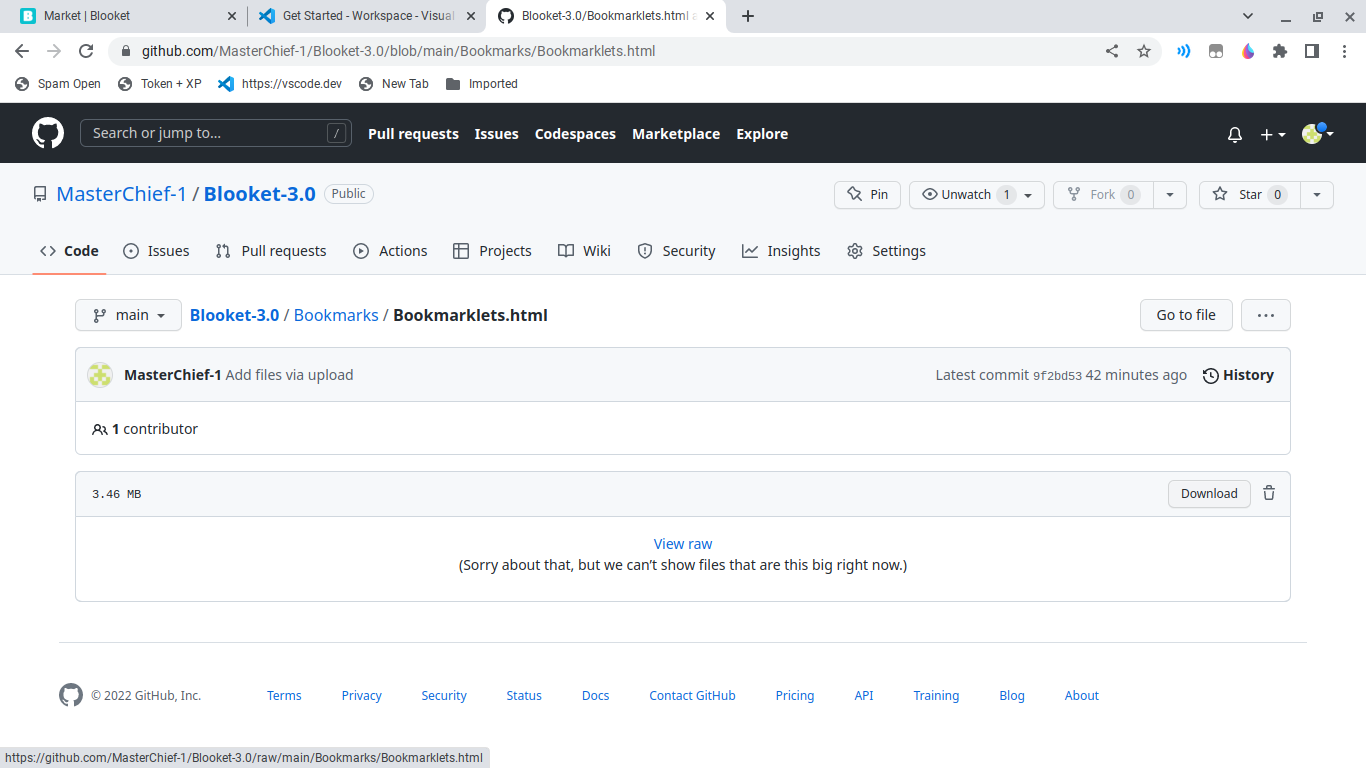 Market | Blooket
Get Started - Workspace - Visual
Blooket-3.0/Bookmarklets.html a
github.com/MasterChief-1/Blooket-3.0/blob/main/Bookmarks/Bookmarklets.html
Spam Open Token + XP https://vscode.dev New Tab Imported
Search or jump to... / Pull requests Issues Codespaces Marketplace Explore
MasterChief-1 / Blooket-3.0 Public Pin Unwatch 1 Fork 0 Star 0
Code Issues Pull requests Actions Projects Wiki Security Insights Settings
main Blooket-3.0 / Bookmarks / Bookmarklets.html Go to file ...
MasterChief-1 Add files via upload Latest commit 9f2bd53 42 minutes ago History
1 contributor
3.46 MB Download
View raw
(Sorry about that, but we can't show files that are this big right now.)
© 2022 GitHub, Inc. Terms Privacy Security Status Docs Contact GitHub Pricing API Training Blog About
https://github.com/MasterChief-1/Blooket-3.0/raw/main/Bookmarks/Bookmarklets.html